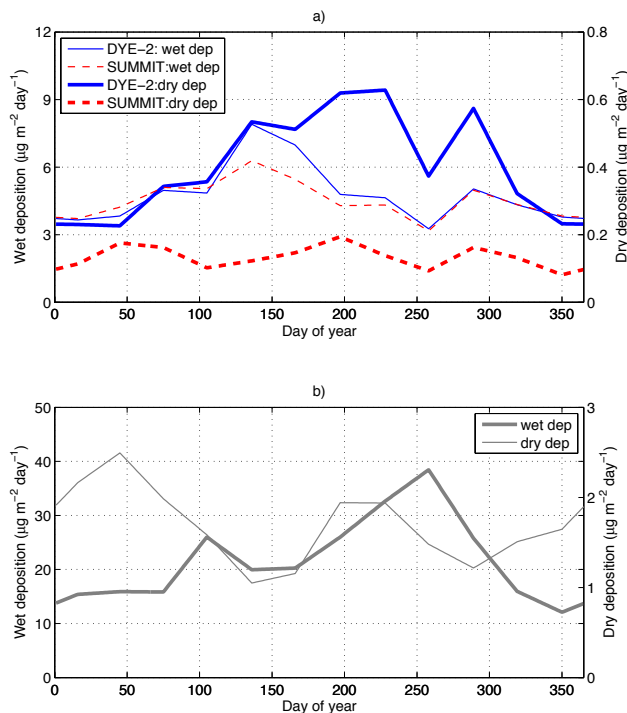 a)
12
9
6
3
0
0.8
0.6
0.4
0.2
0
Wet deposition (µg m−2 day−1)
Dry deposition (µg m−2 day−1)
DYE−2: wet dep
SUMMIT:wet dep
DYE−2:dry dep
SUMMIT:dry dep
0 50 100 150 200 250 300 350
Day of year
b)
50
40
30
20
10
0
3
2
1
0
Wet deposition (µg m−2 day−1)
Dry deposition (µg m−2 day−1)
wet dep
dry dep
0 50 100 150 200 250 300 350
Day of year